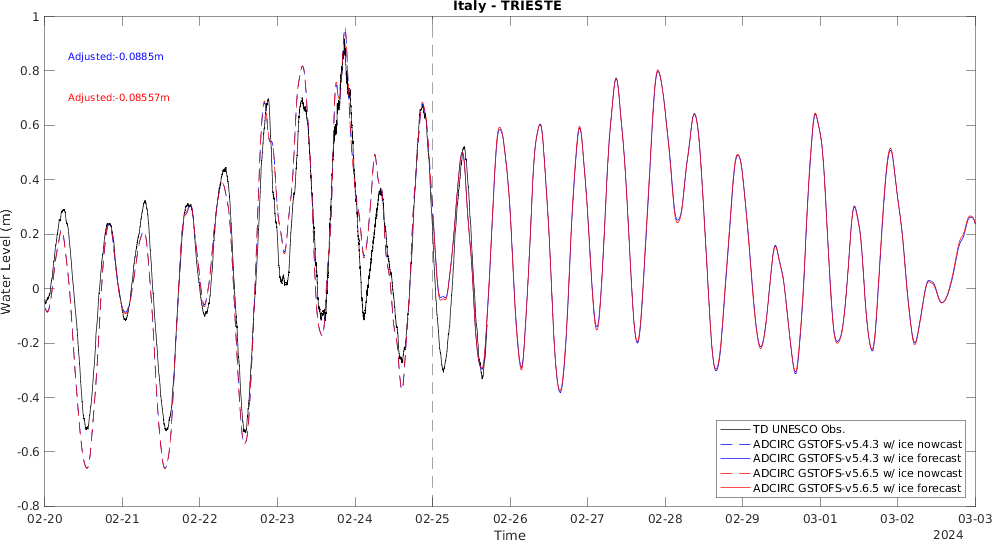 Italy - TRIESTE
Adjusted:-0.0885m
Adjusted:-0.08557m
Water Level (m)
1
0.8
0.6
0.4
0.2
0
-0.2
-0.4
-0.6
-0.8
TD UNESCO Obs.
ADCIRC GSTOFS-v5.4.3 w/ ice nowcast
ADCIRC GSTOFS-v5.4.3 w/ ice forecast
ADCIRC GSTOFS-v5.6.5 w/ ice nowcast
ADCIRC GSTOFS-v5.6.5 w/ ice forecast
02-20 02-21 02-22 02-23 02-24 02-25 02-26 02-27 02-28 02-29 03-01 03-02 03-03
Time
2024